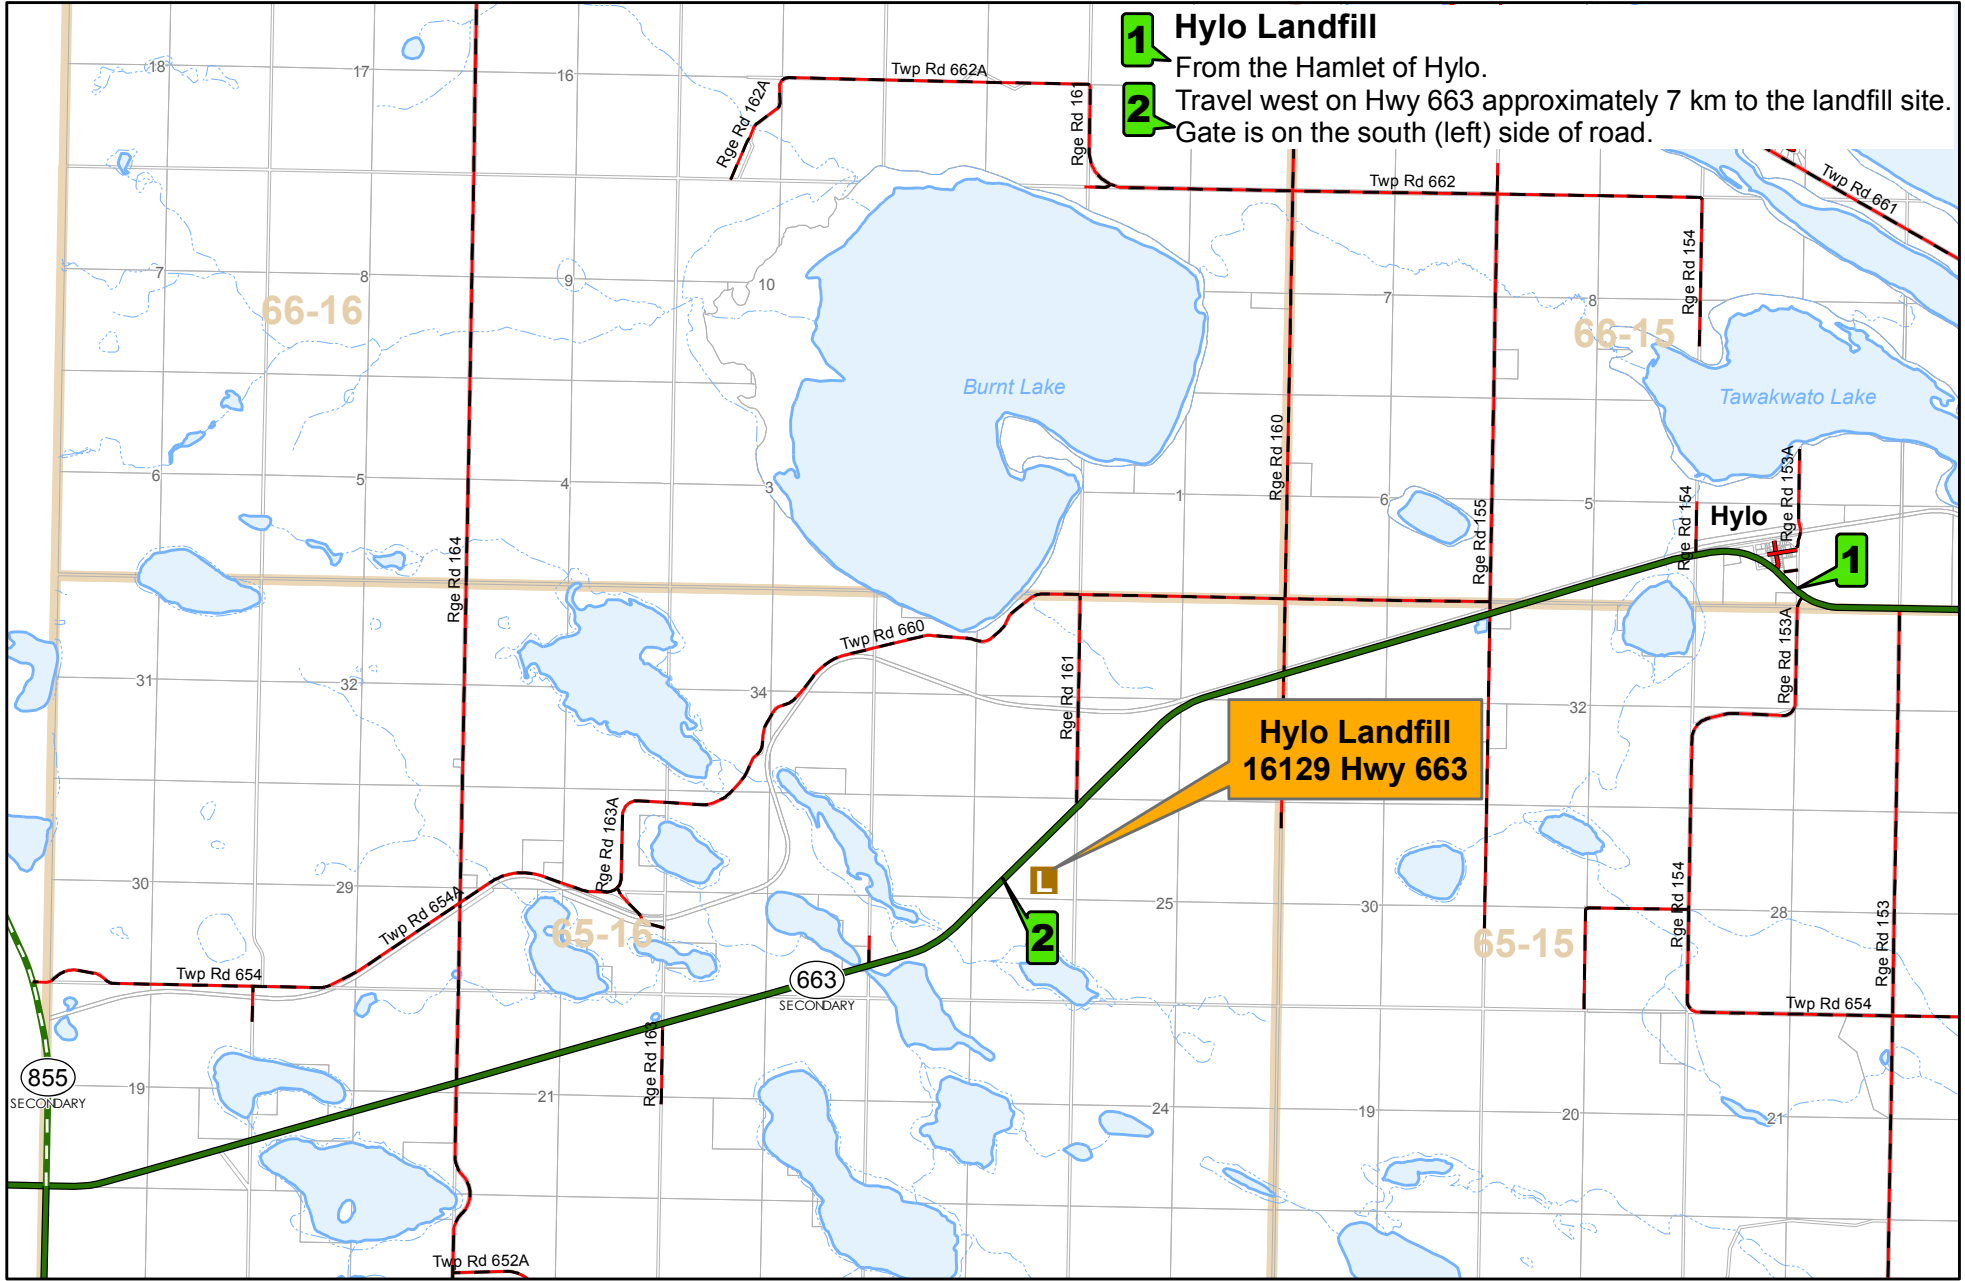 1 Hylo Landfill
From the Hamlet of Hylo.
2 Travel west on Hwy 663 approximately 7 km to the landfill site.
Gate is on the south (left) side of road.
18
17
16
Twp Rd 662A
Rge Rd 162A
Rge Rd 161
Twp Rd 662
Twp Rd 661
Rge Rd 154
7
8
9
10
7
8
66-16
66-15
Burnt Lake
Tawakwato Lake
Rge Rd 160
Rge Rd 153A
6
5
4
3
1
6
5
Rge Rd 155
Rge Rd 154
Hylo
1
Rge Rd 164
Twp Rd 660
Rge Rd 161
Rge Rd 153A
31
32
34
32
Hylo Landfill
16129 Hwy 663
Rge Rd 163A
L
30
29
25
30
28
Twp Rd 654A
65-16
2
65-15
Rge Rd 154
Rge Rd 153
Twp Rd 654
663
SECONDARY
Twp Rd 654
Rge Rd 163
855
SECONDARY
19
21
24
19
20
21
Twp Rd 652A